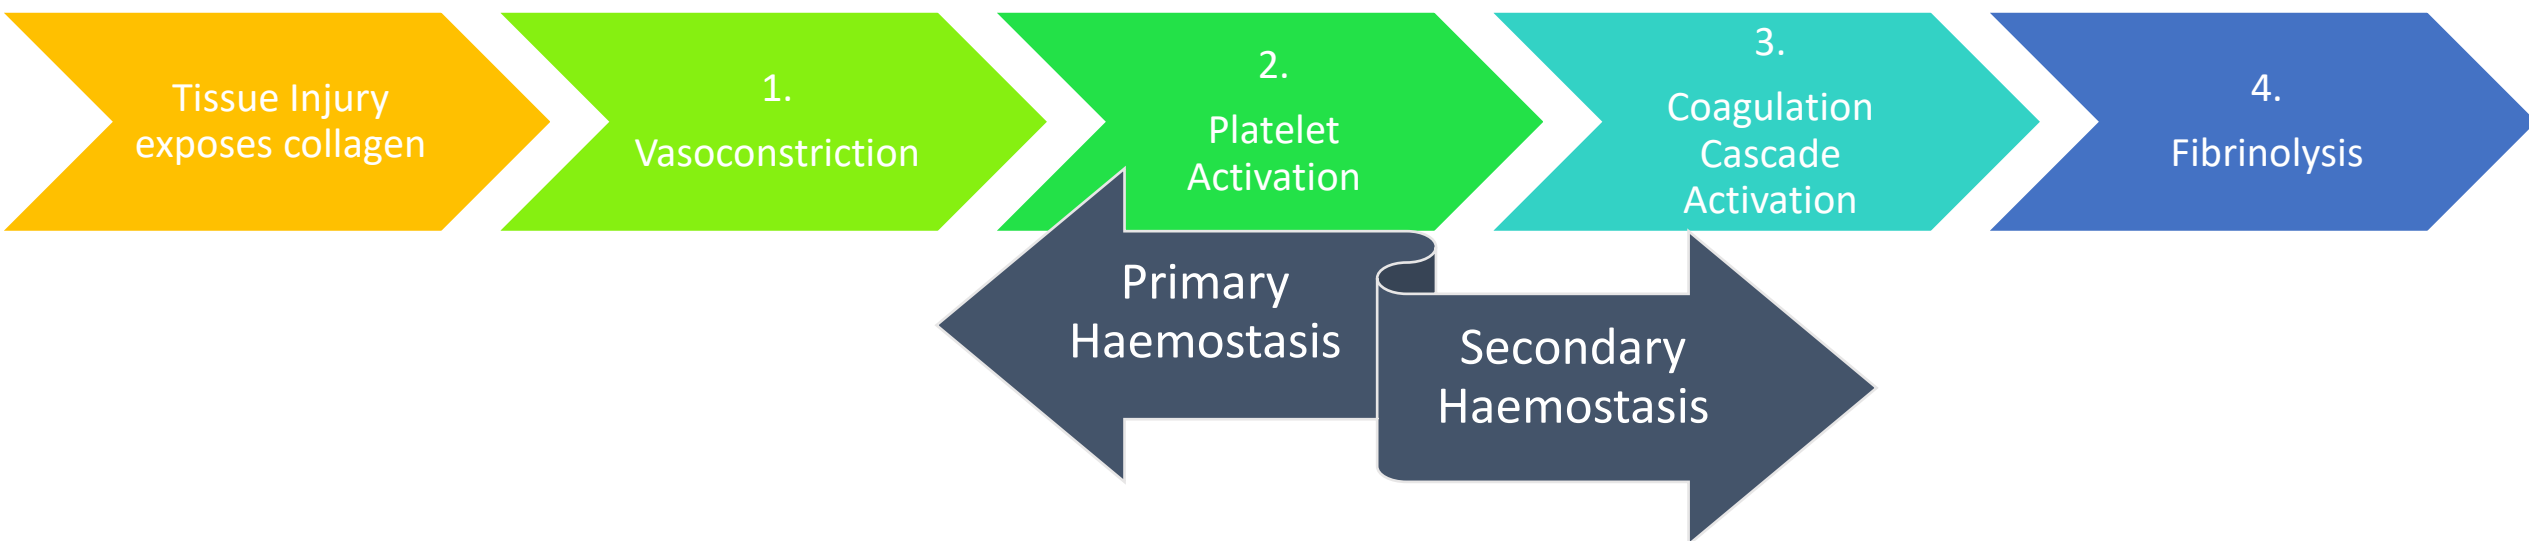 Tissue Injury
exposes collagen
1.
Vasoconstriction
2.
Platelet
Activation
3.
Coagulation
Cascade
Activation
4.
Fibrinolysis
Primary
Haemostasis
Secondary
Haemostasis